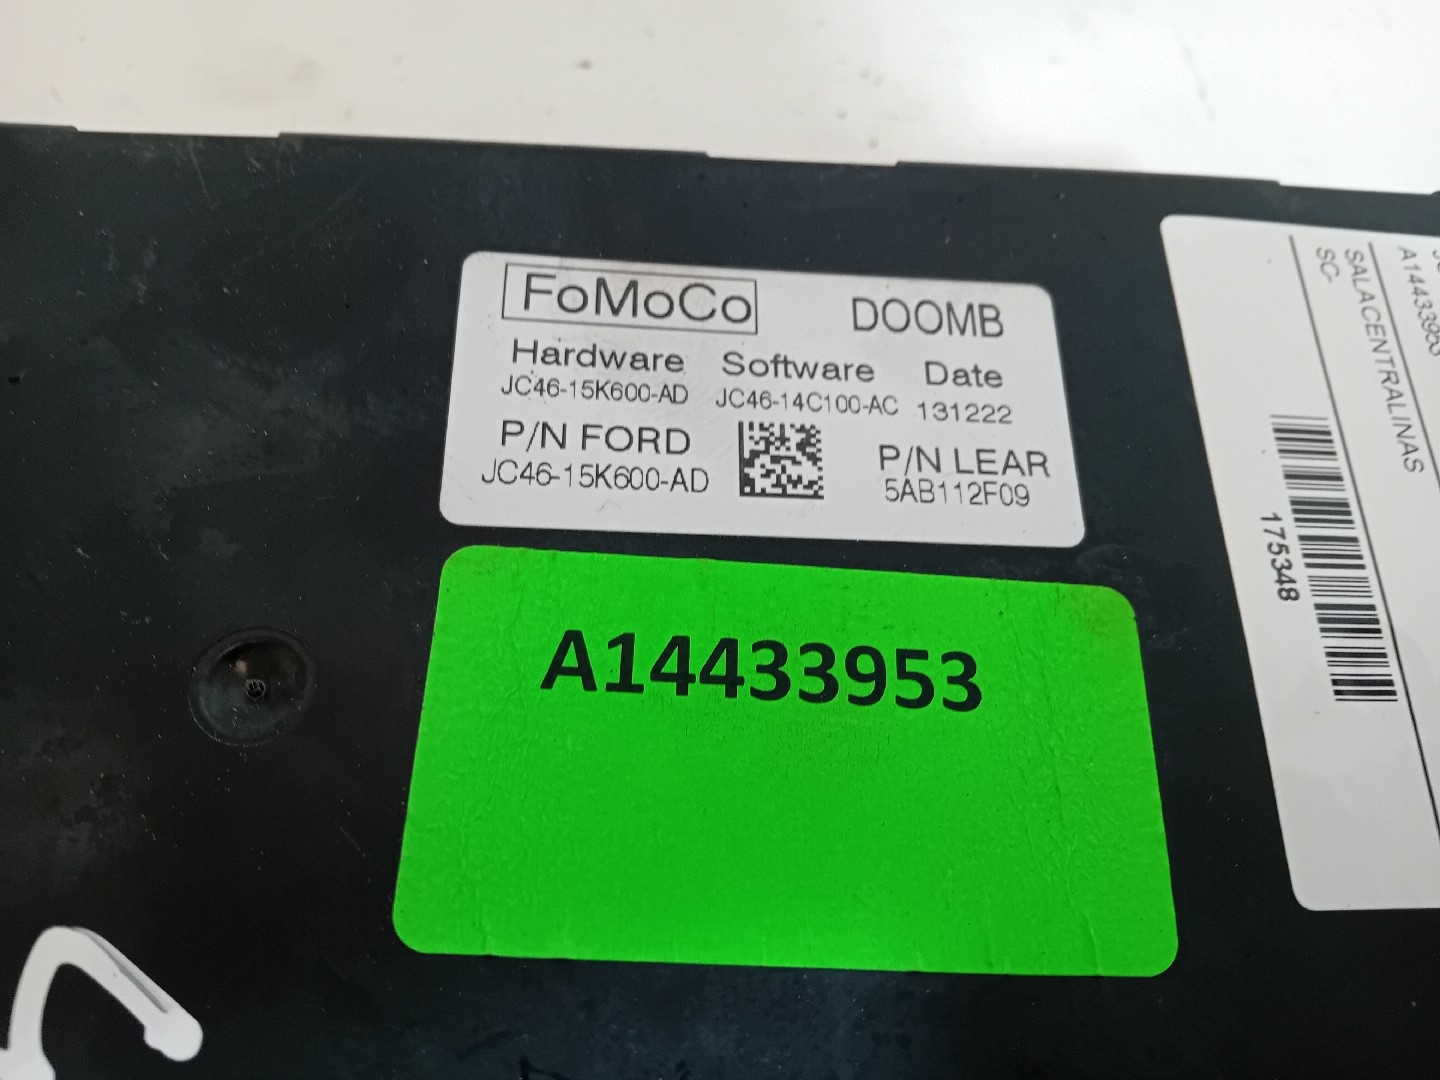 FoMoCo DOOMB
Hardware Software Date
JC46-15K600-AD JC46-14C100-AC 131222
P/N FORD P/N LEAR
JC46-15K600-AD 5AB112F09
A14433953
A14433953
SALACENTRALINAS
SC-
175348